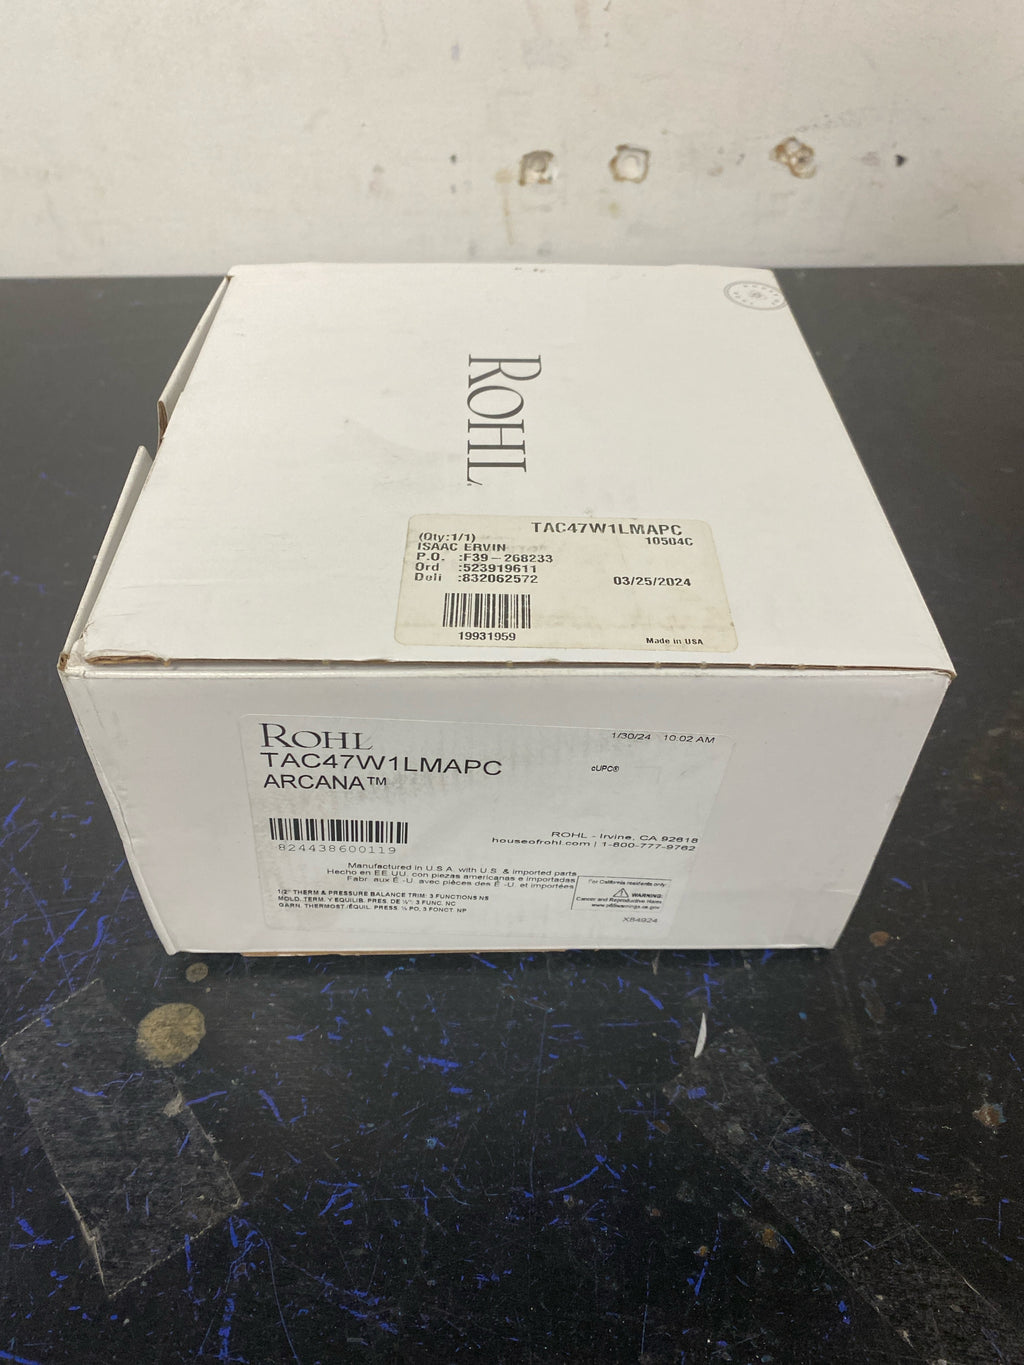 ROHL
TAC47W1LMAPC
(Qty:1/1)
10504C
ISAAC ERVIN
P.O. :F39-268233
Ord :523919611
Deli :832062572
03/25/2024
19931959
Made in USA
ROHL
1/30/24 10:02 AM
TAC47W1LMAPC
cUPC®
ARCANA™
824438600119
ROHL - Irvine, CA 92618
houseofrohl.com | 1-800-777-9762
Manufactured in U.S.A. with U.S. & imported parts
Hecho en EE.UU. con piezas americanas e importadas
Fabr. aux É.-U. avec pièces des É.-U. et importées
1/2" THERM & PRESSURE BALANCE TRIM: 3 FUNCTIONS NS
MOLD. TERM. Y EQUILIB. PRES. DE ½": 3 FUNC. NC
GARN. THERMOST./ÉQUIL. PRESS. ½ PO, 3 FONCT. NP
For California residents only
WARNING:
Cancer and Reproductive Harm
www.p65warnings.ca.gov
X84924